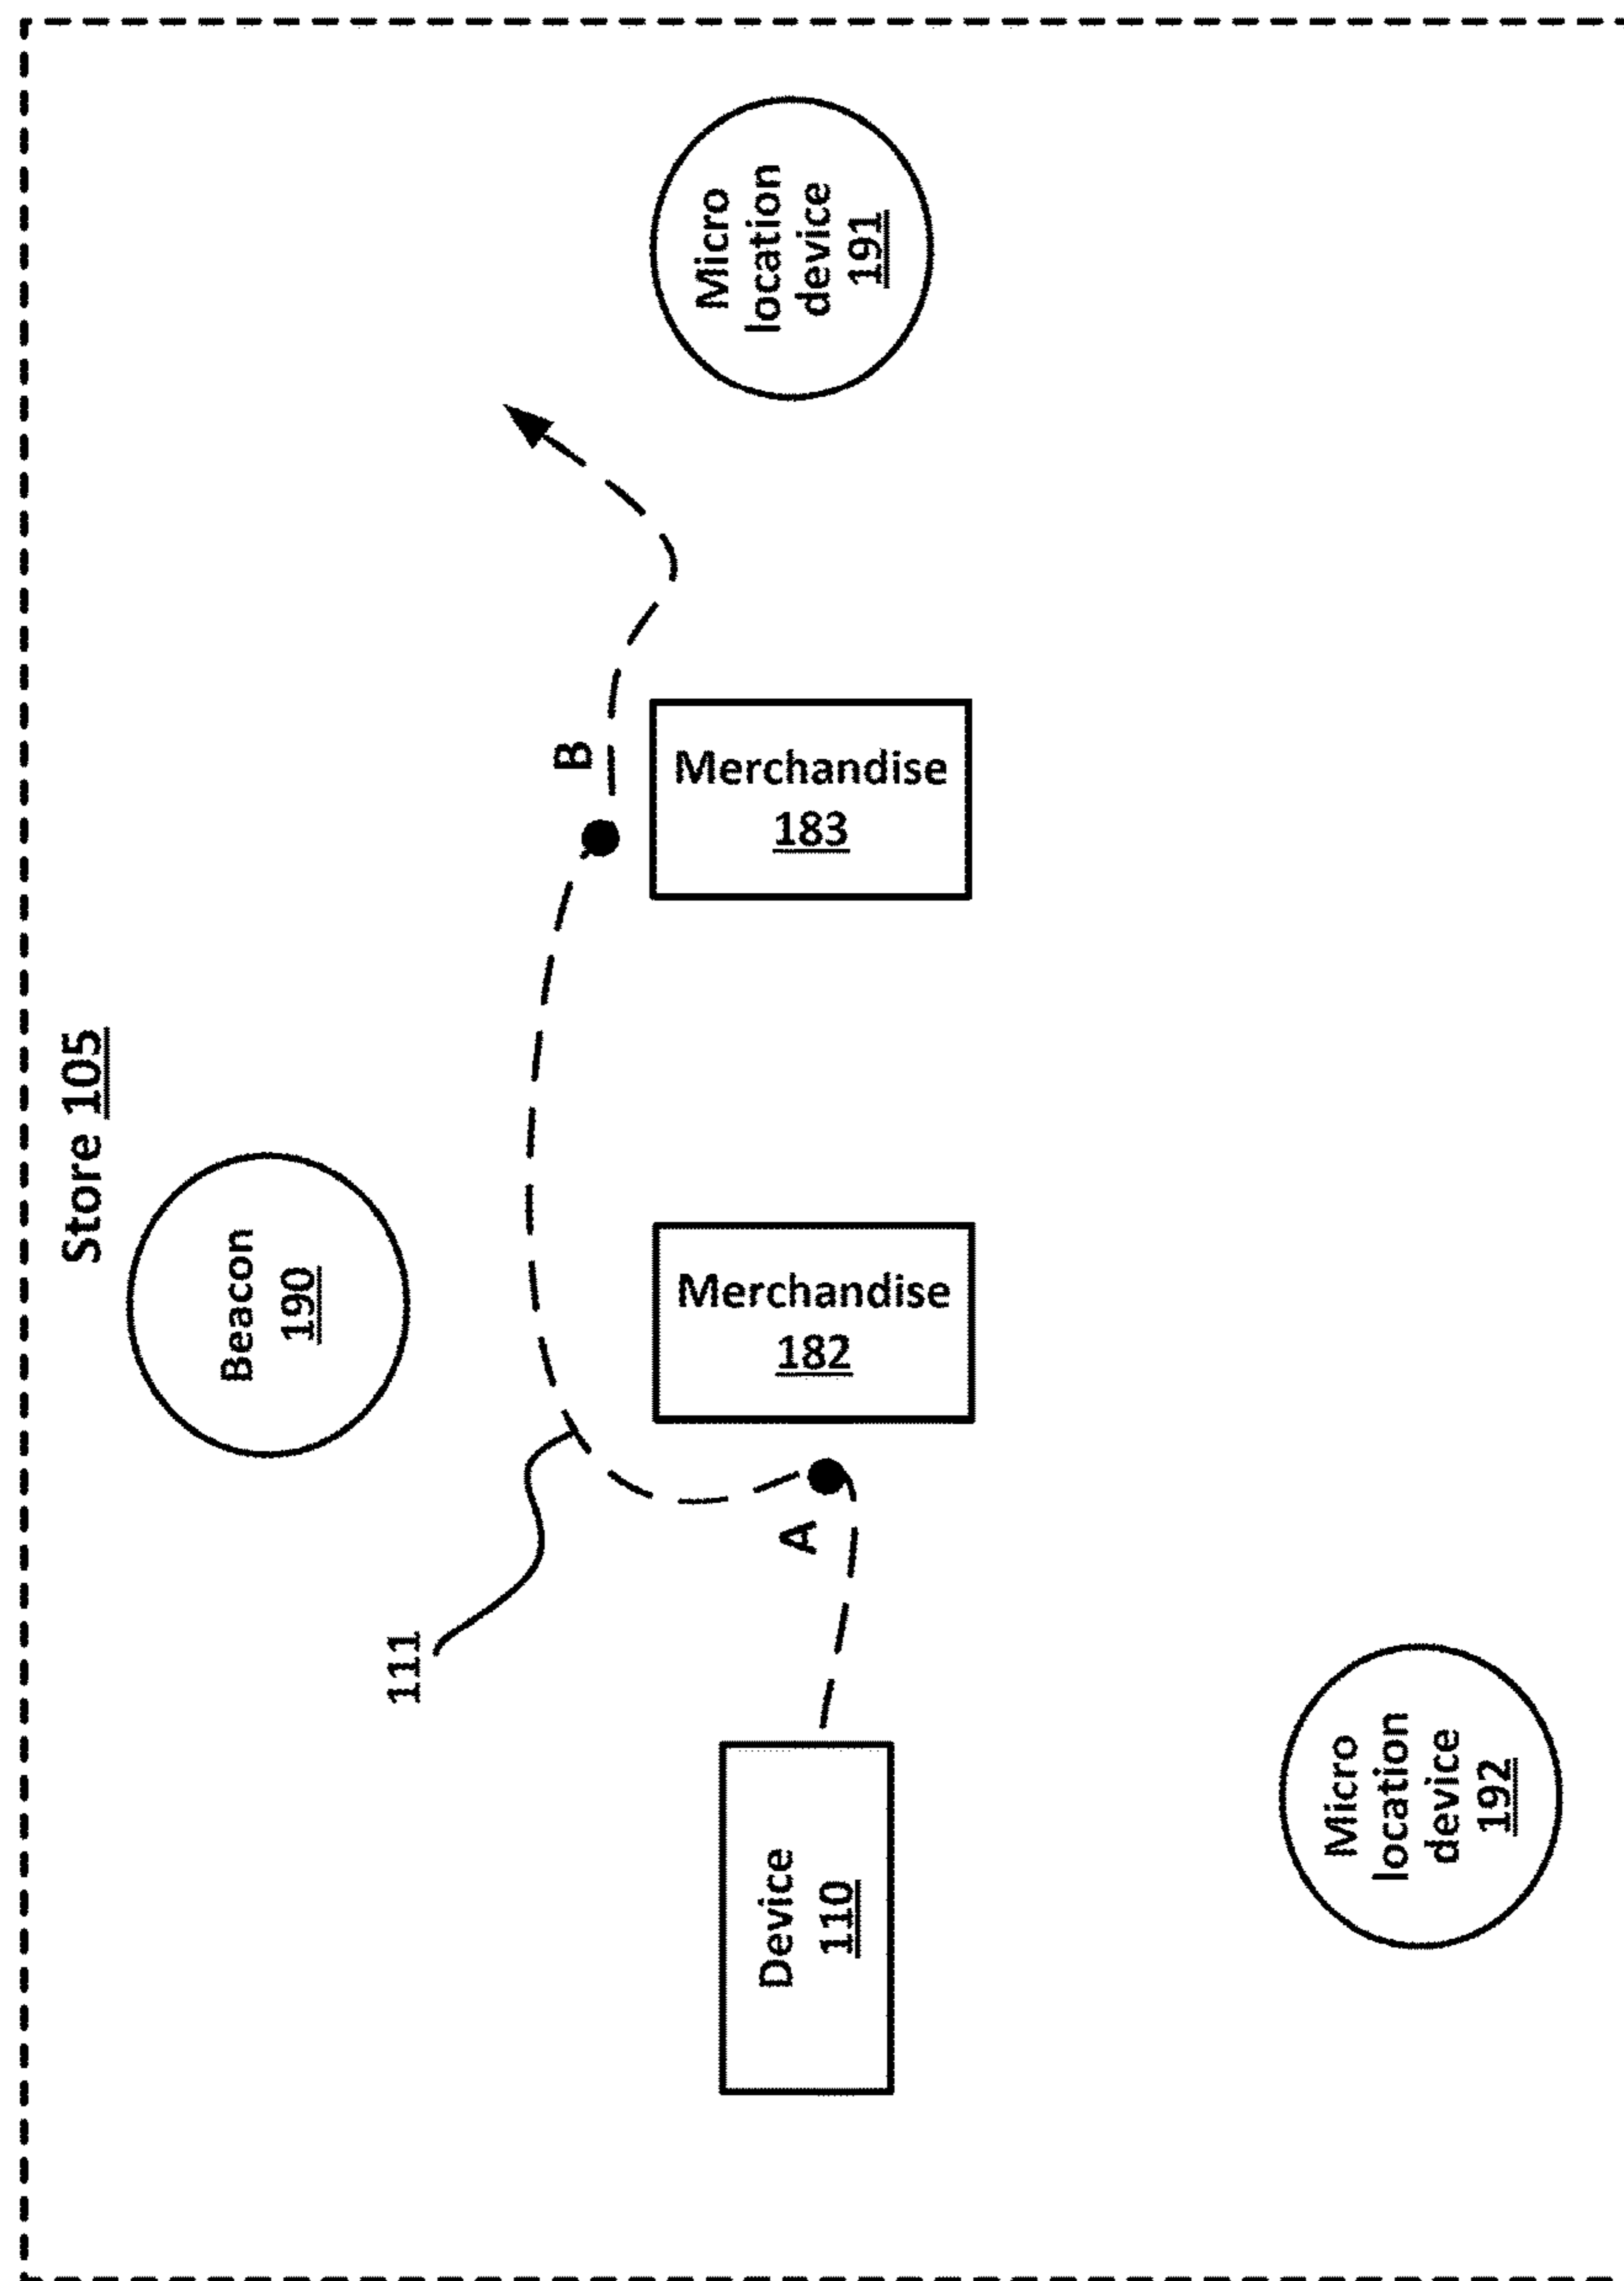 Store 105
Beacon
190
111
B
Merchandise
183
Merchandise
182
A
Device
110
Micro
location
device
191
Micro
location
device
192